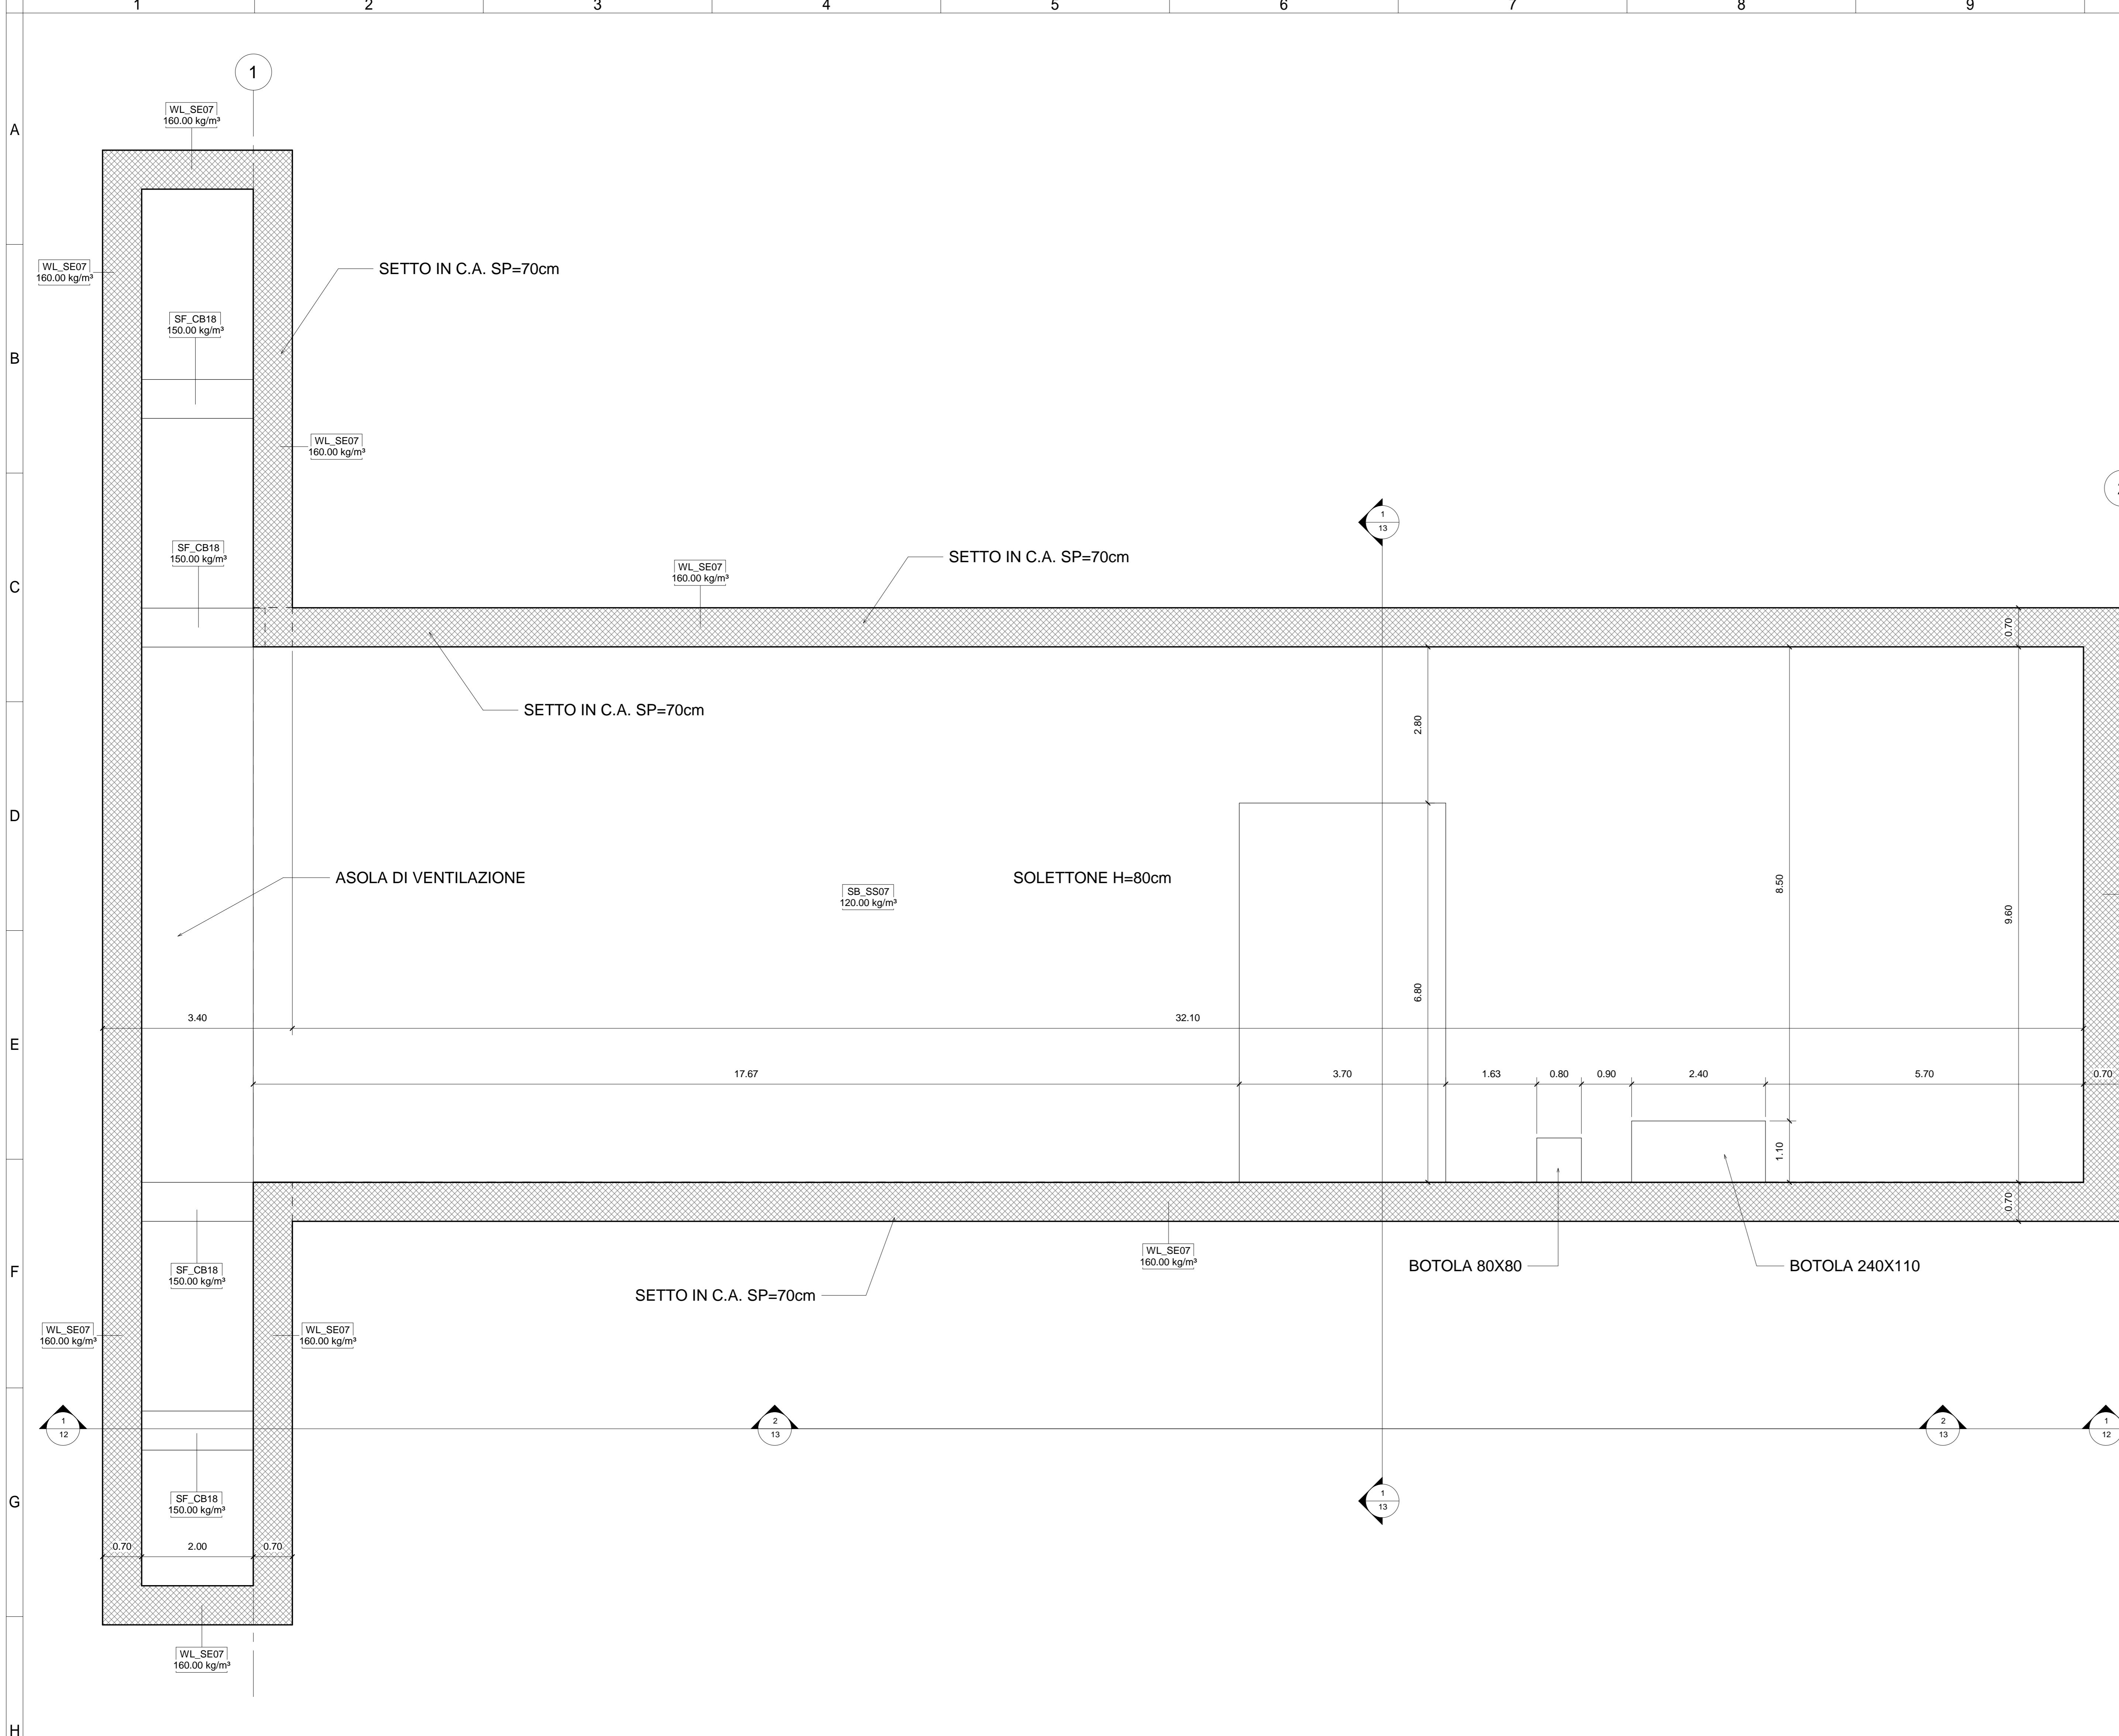 1
2
3
4
5
6
7
8
9
A
B
C
D
E
F
G
H
1
WL_SE07
160.00 kg/m³
WL_SE07
160.00 kg/m³
SETTO IN C.A. SP=70cm
SF_CB18
150.00 kg/m³
WL_SE07
160.00 kg/m³
1
13
SF_CB18
150.00 kg/m³
WL_SE07
160.00 kg/m³
SETTO IN C.A. SP=70cm
0.70
SETTO IN C.A. SP=70cm
2.80
ASOLA DI VENTILAZIONE
SB_SS07
120.00 kg/m³
SOLETTONE H=80cm
8.50
9.60
6.80
3.40
32.10
17.67
3.70
1.63
0.80
0.90
2.40
5.70
0.70
1.10
0.70
SF_CB18
150.00 kg/m³
WL_SE07
160.00 kg/m³
BOTOLA 80X80
BOTOLA 240X110
SETTO IN C.A. SP=70cm
WL_SE07
160.00 kg/m³
WL_SE07
160.00 kg/m³
1
12
2
13
2
13
1
12
SF_CB18
150.00 kg/m³
1
13
0.70
2.00
0.70
WL_SE07
160.00 kg/m³